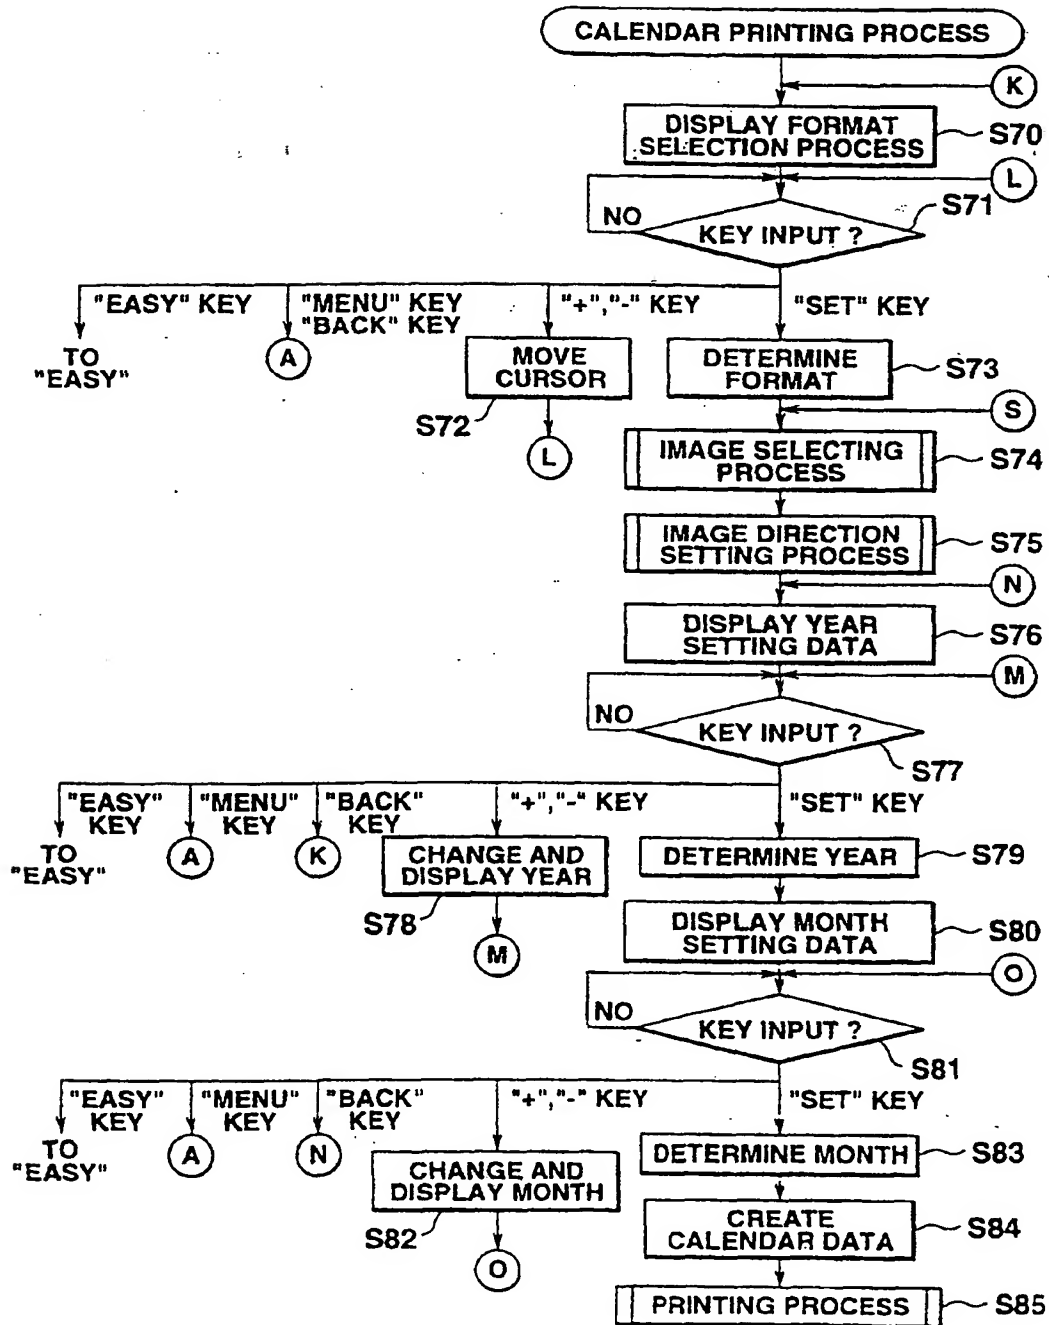 CALENDAR PRINTING PROCESS
K
DISPLAY FORMAT
SELECTION PROCESS
S70
L
S71
NO
KEY INPUT ?
"EASY" KEY
"MENU" KEY
"BACK" KEY
"+","-" KEY
"SET" KEY
TO
"EASY"
A
MOVE
CURSOR
S72
L
DETERMINE
FORMAT
S73
S
IMAGE SELECTING
PROCESS
S74
IMAGE DIRECTION
SETTING PROCESS
S75
N
DISPLAY YEAR
SETTING DATA
S76
M
NO
KEY INPUT ?
S77
"EASY"
KEY
"MENU"
KEY
"BACK"
KEY
"+","-" KEY
"SET" KEY
TO
"EASY"
A
K
CHANGE AND
DISPLAY YEAR
S78
M
DETERMINE YEAR
S79
DISPLAY MONTH
SETTING DATA
S80
O
NO
KEY INPUT ?
S81
"EASY"
KEY
"MENU"
KEY
"BACK"
KEY
"+","-" KEY
"SET" KEY
TO
"EASY"
A
N
CHANGE AND
DISPLAY MONTH
S82
O
DETERMINE MONTH
S83
CREATE
CALENDAR DATA
S84
PRINTING PROCESS
S85